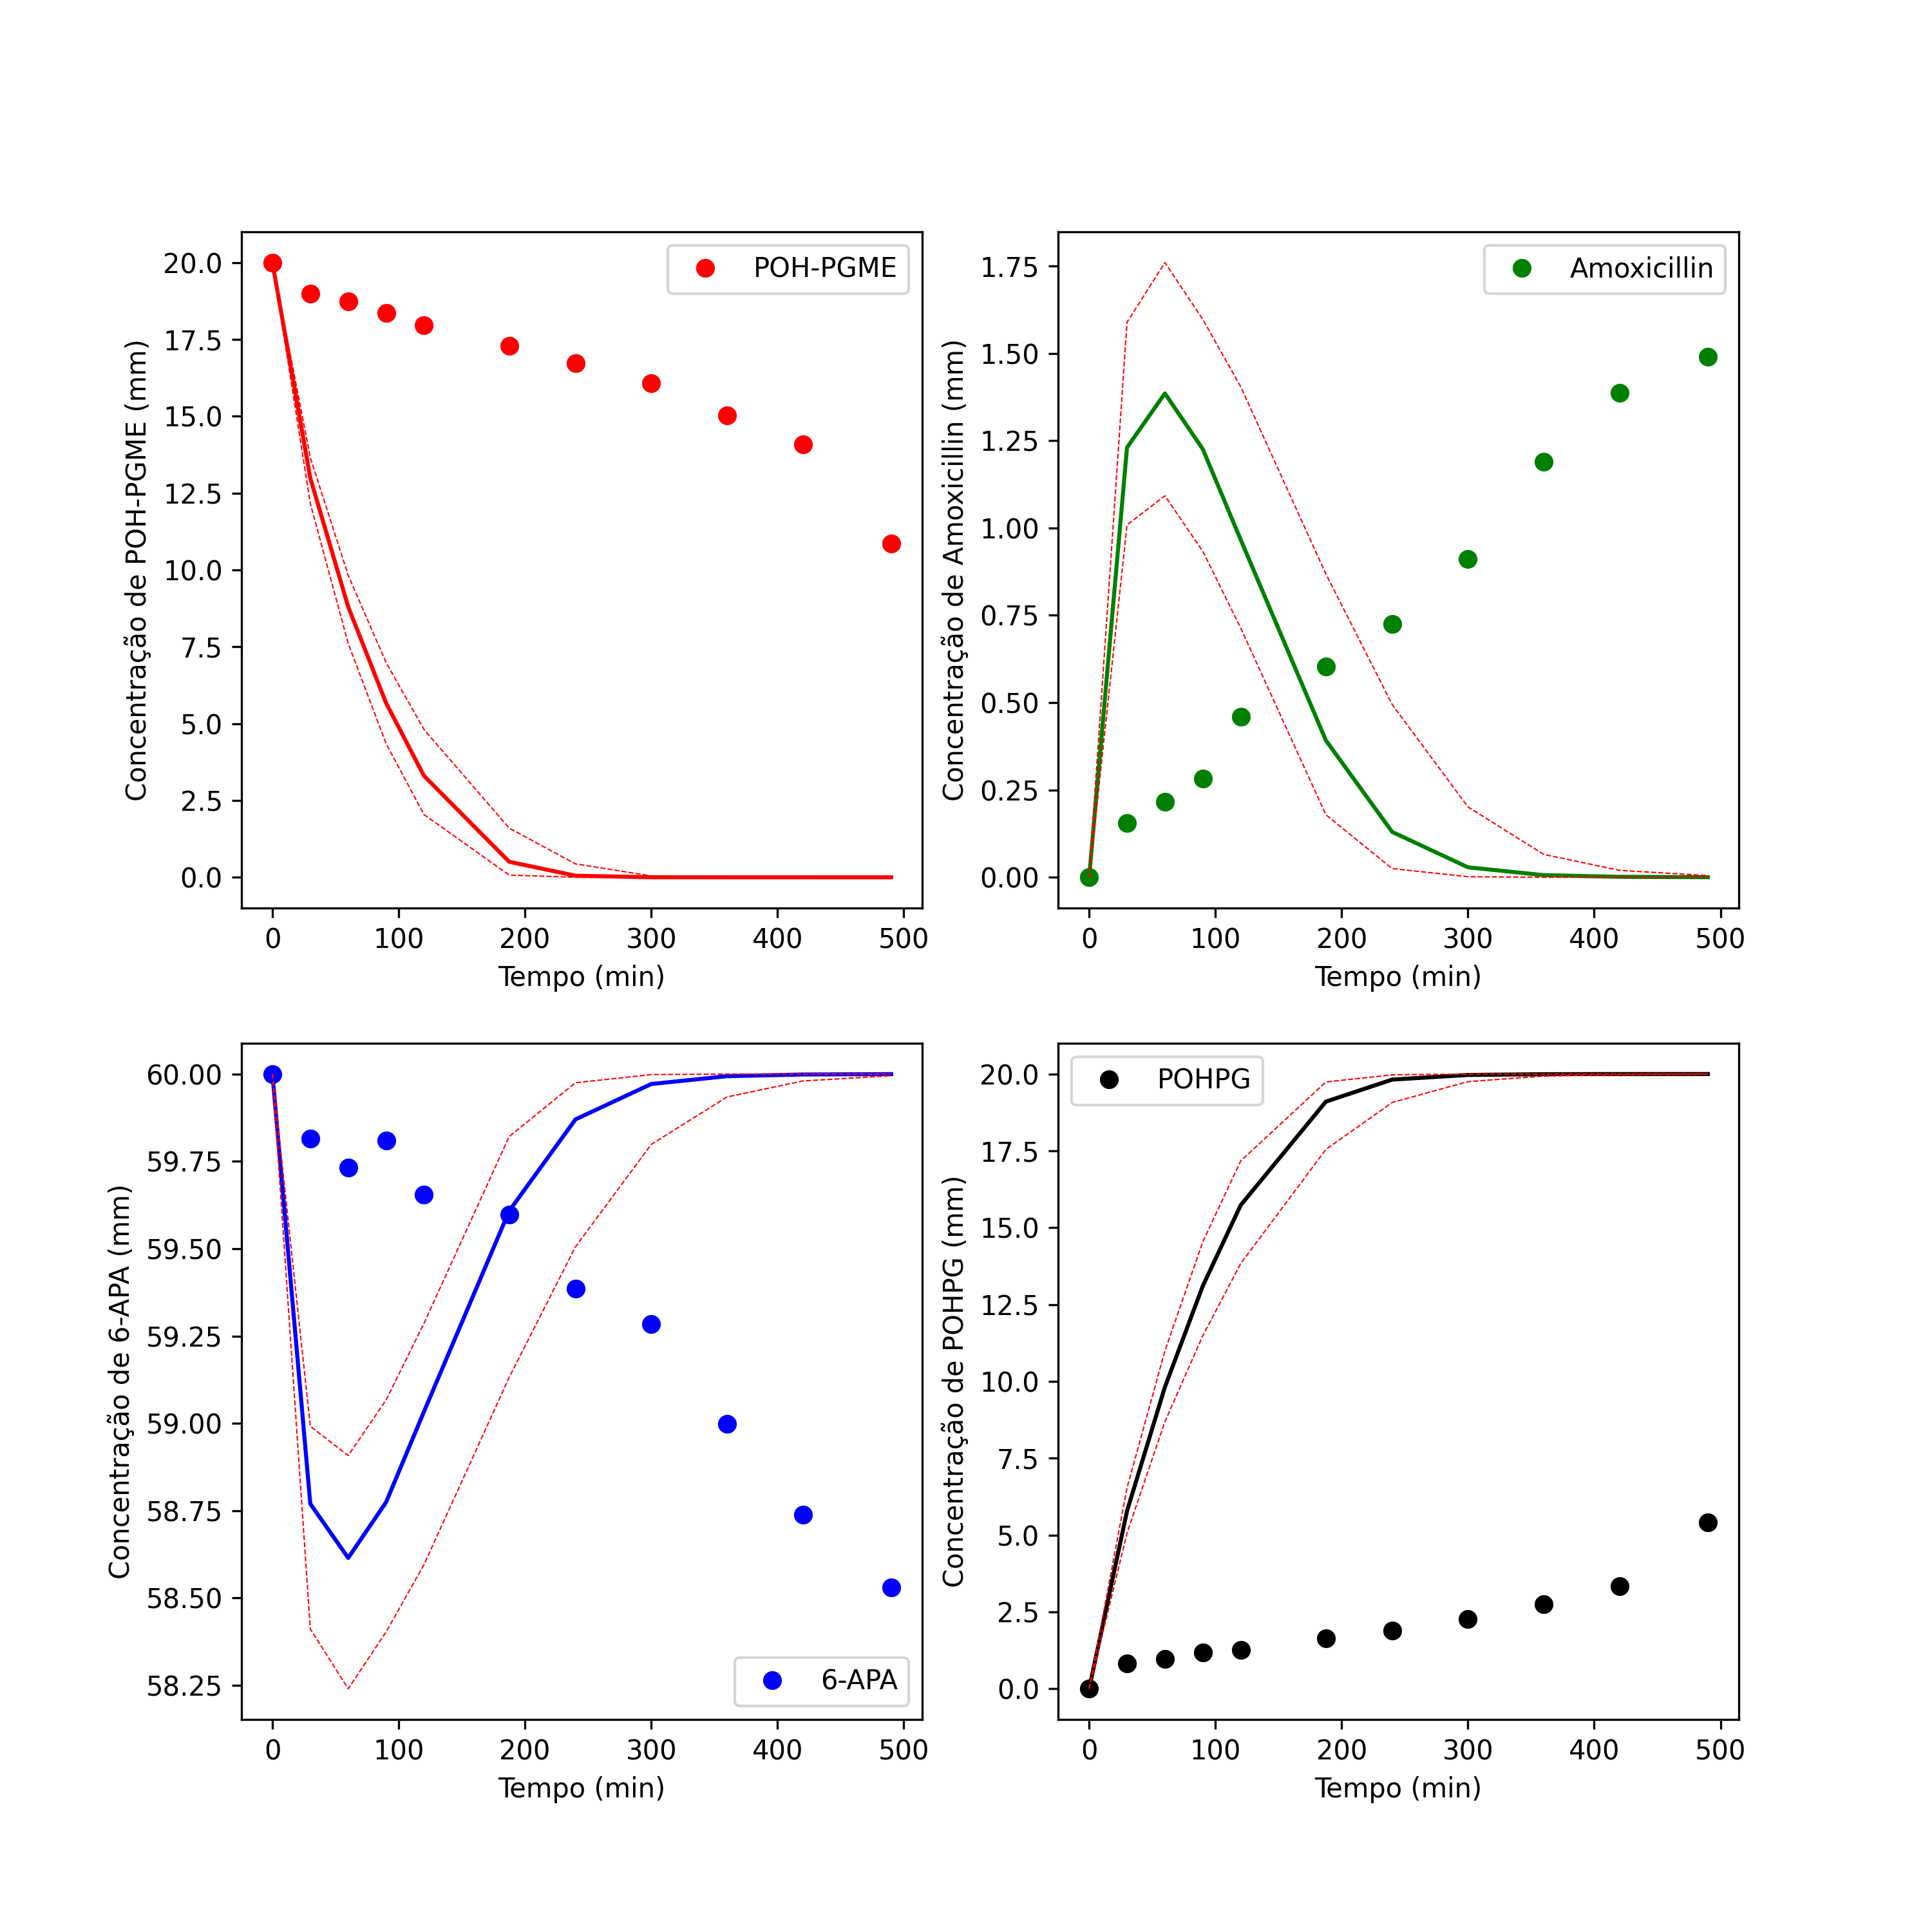 POH-PGME
Concentração de POH-PGME (mm)
20.0
17.5
15.0
12.5
10.0
7.5
5.0
2.5
0.0
0 100 200 300 400 500
Tempo (min)
Amoxicillin
Concentração de Amoxicillin (mm)
1.75
1.50
1.25
1.00
0.75
0.50
0.25
0.00
0 100 200 300 400 500
Tempo (min)
Concentração de 6-APA (mm)
60.00
59.75
59.50
59.25
59.00
58.75
58.50
58.25
6-APA
0 100 200 300 400 500
Tempo (min)
POHPG
Concentração de POHPG (mm)
20.0
17.5
15.0
12.5
10.0
7.5
5.0
2.5
0.0
0 100 200 300 400 500
Tempo (min)